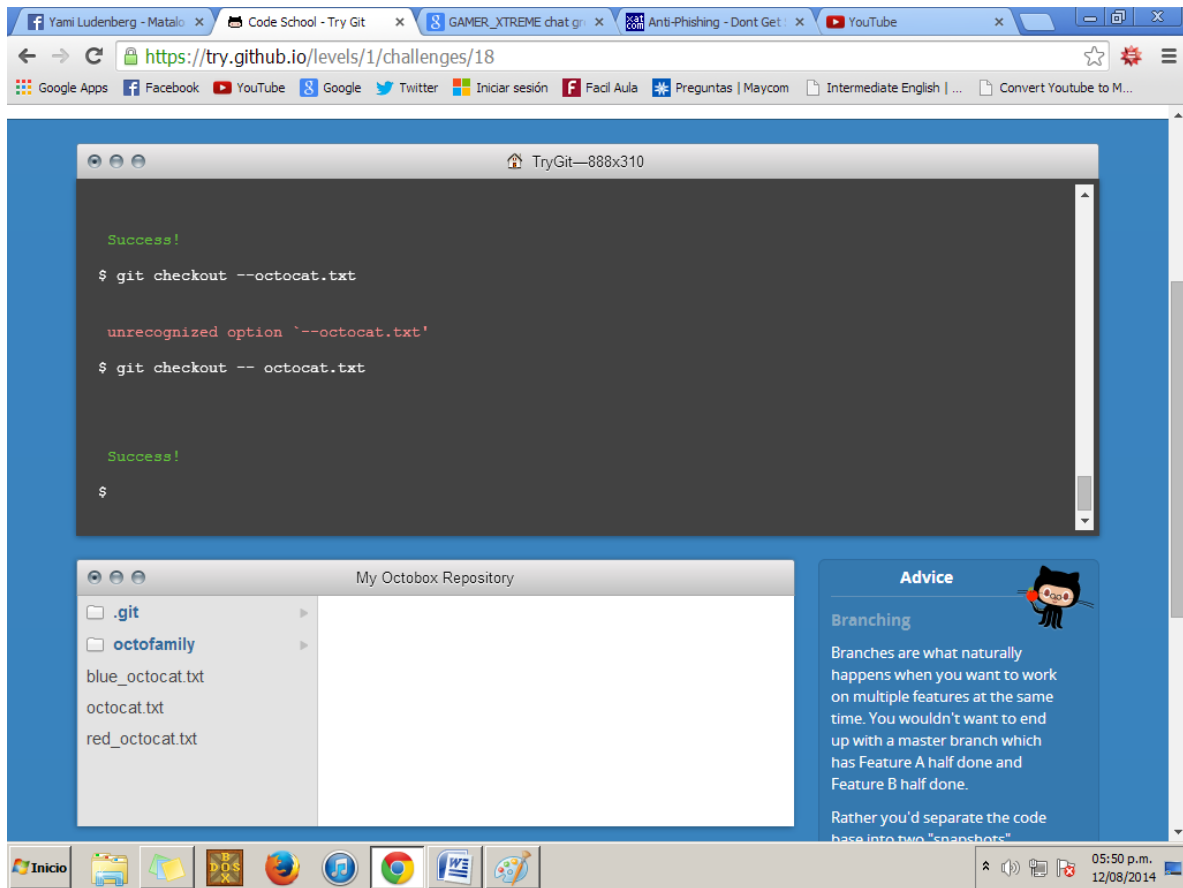 Yami Ludenberg - Matalo
Code School - Try Git
GAMER_XTREME chat gr
Anti-Phishing - Dont Get
YouTube
https://try.github.io/levels/1/challenges/18
Google Apps Facebook YouTube Google Twitter Iniciar sesión Facil Aula Preguntas | Maycom Intermediate English | ... Convert Youtube to M...
TryGit—888x310
Success!
$ git checkout --octocat.txt
unrecognized option `--octocat.txt'
$ git checkout -- octocat.txt
Success!
$
My Octobox Repository
.git
octofamily
blue_octocat.txt
octocat.txt
red_octocat.txt
Advice
Branching
Branches are what naturally
happens when you want to work
on multiple features at the same
time. You wouldn't want to end
up with a master branch which
has Feature A half done and
Feature B half done.
Rather you'd separate the code
base into two "snapshots"
Inicio
05:50 p.m.
12/08/2014